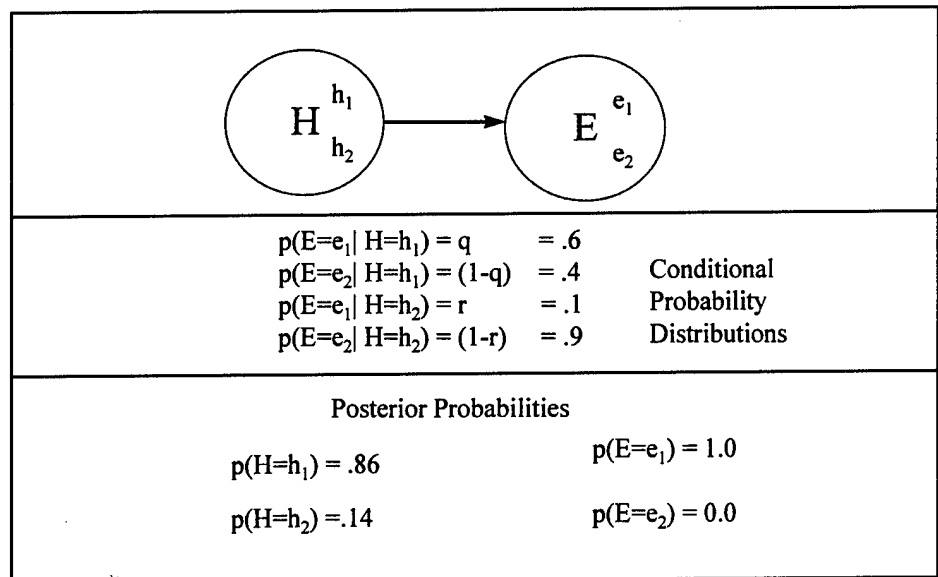 H h₁ h₂
E e₁ e₂
p(E=e₁| H=h₁) = q = .6
p(E=e₂| H=h₁) = (1-q) = .4 Conditional
p(E=e₁| H=h₂) = r = .1 Probability
p(E=e₂| H=h₂) = (1-r) = .9 Distributions
Posterior Probabilities
p(H=h₁) = .86 p(E=e₁) = 1.0
p(H=h₂) =.14 p(E=e₂) = 0.0